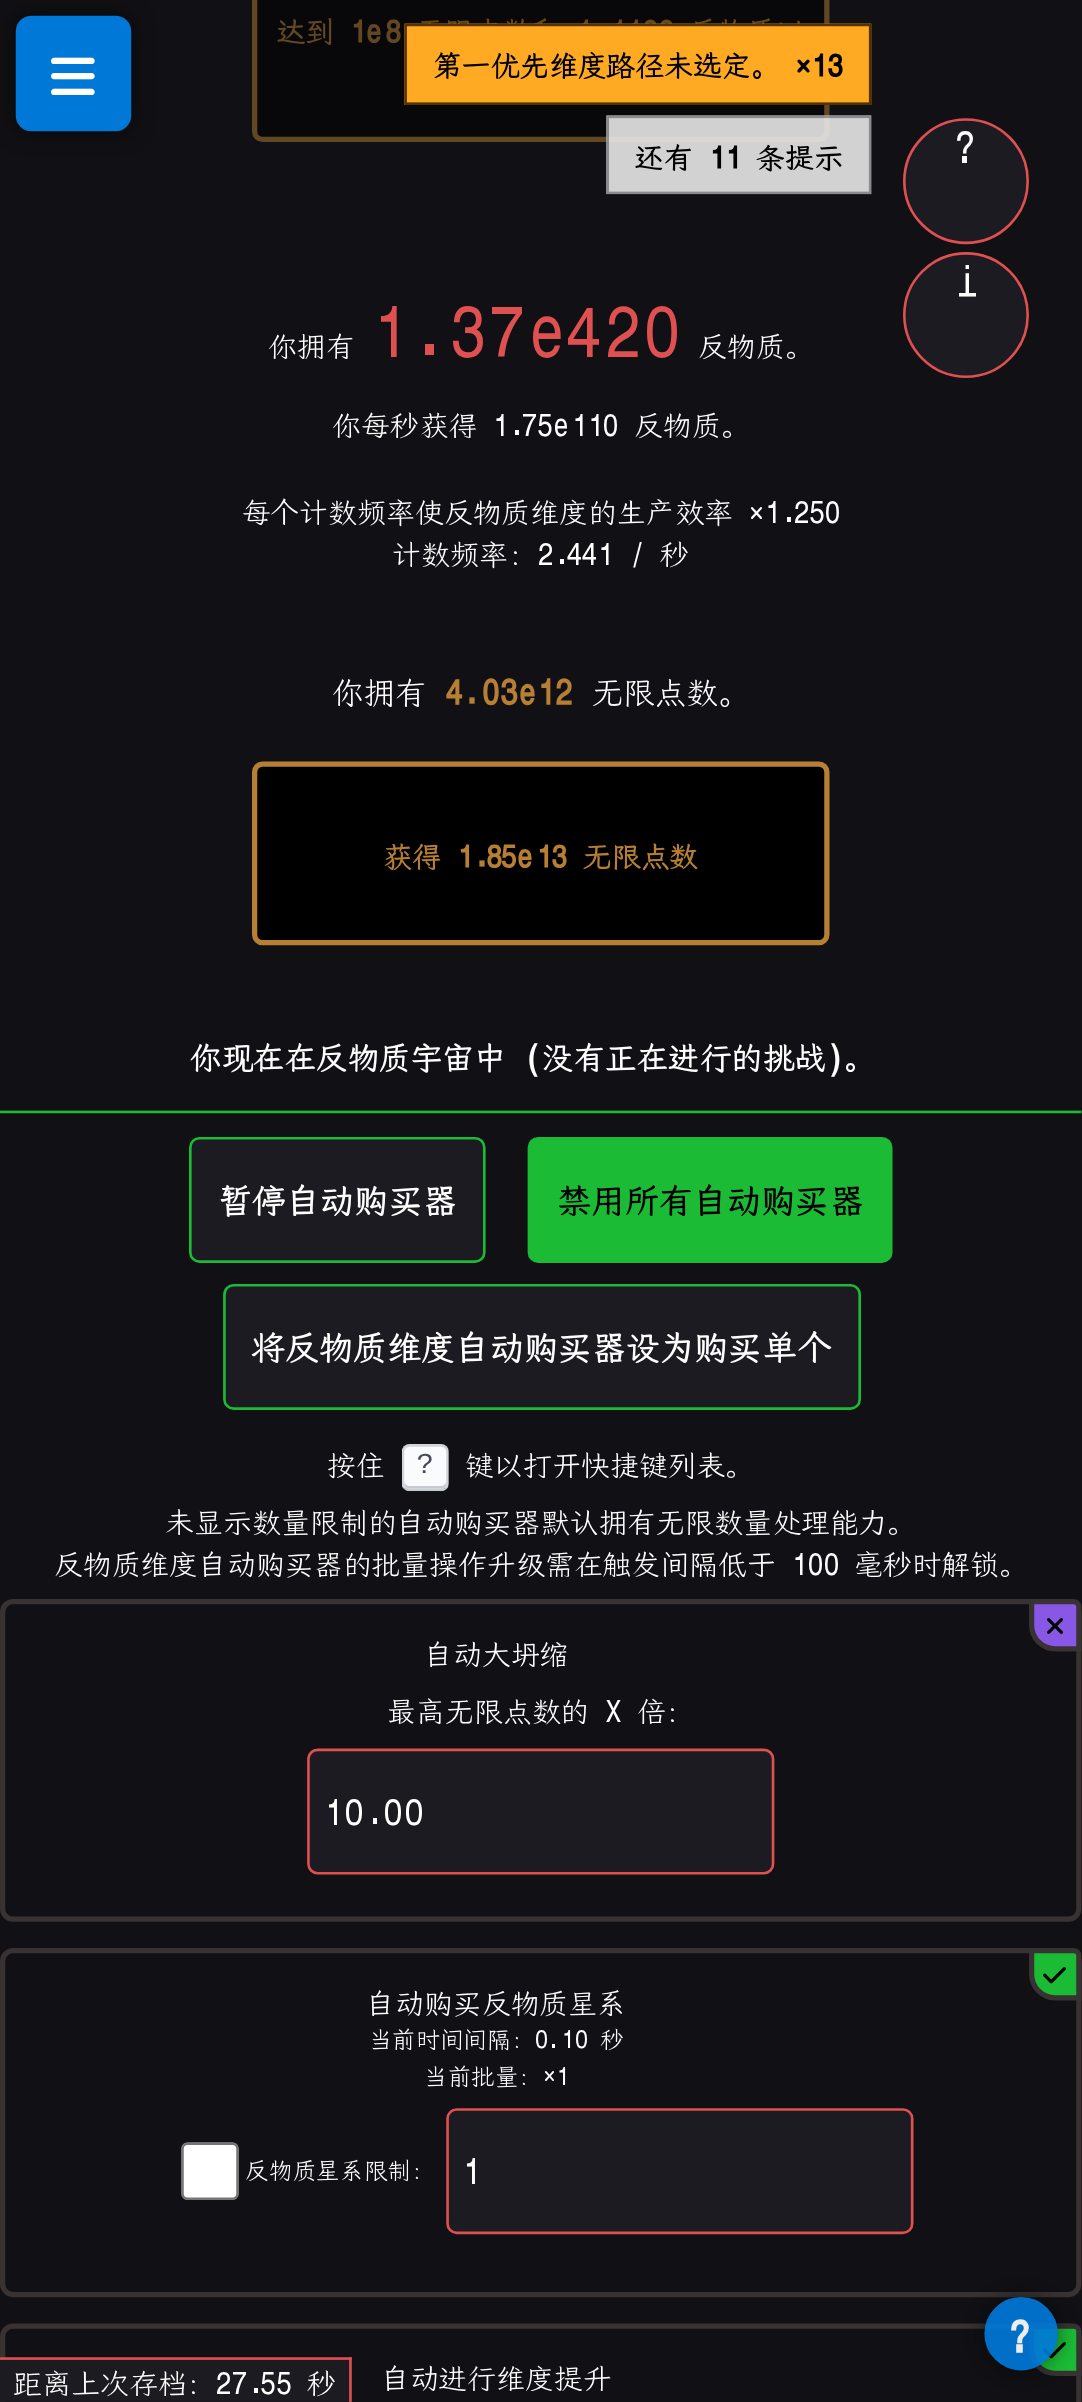 达到 1e8
第一优先维度路径未选定。 ×13
还有 11 条提示
?
i
你拥有 1.37e420 反物质。
你每秒获得 1.75e110 反物质。
每个计数频率使反物质维度的生产效率 ×1.250
计数频率: 2.441 / 秒
你拥有 4.03e12 无限点数。
获得 1.85e13 无限点数
你现在在反物质宇宙中 (没有正在进行的挑战)。
暂停自动购买器
禁用所有自动购买器
将反物质维度自动购买器设为购买单个
按住 ? 键以打开快捷键列表。
未显示数量限制的自动购买器默认拥有无限数量处理能力。
反物质维度自动购买器的批量操作升级需在触发间隔低于 100 毫秒时解锁。
自动大坍缩
最高无限点数的 X 倍:
10.00
自动购买反物质星系
当前时间间隔: 0.10 秒
当前批量: ×1
反物质星系限制:
1
?
距离上次存档: 27.55 秒
自动进行维度提升